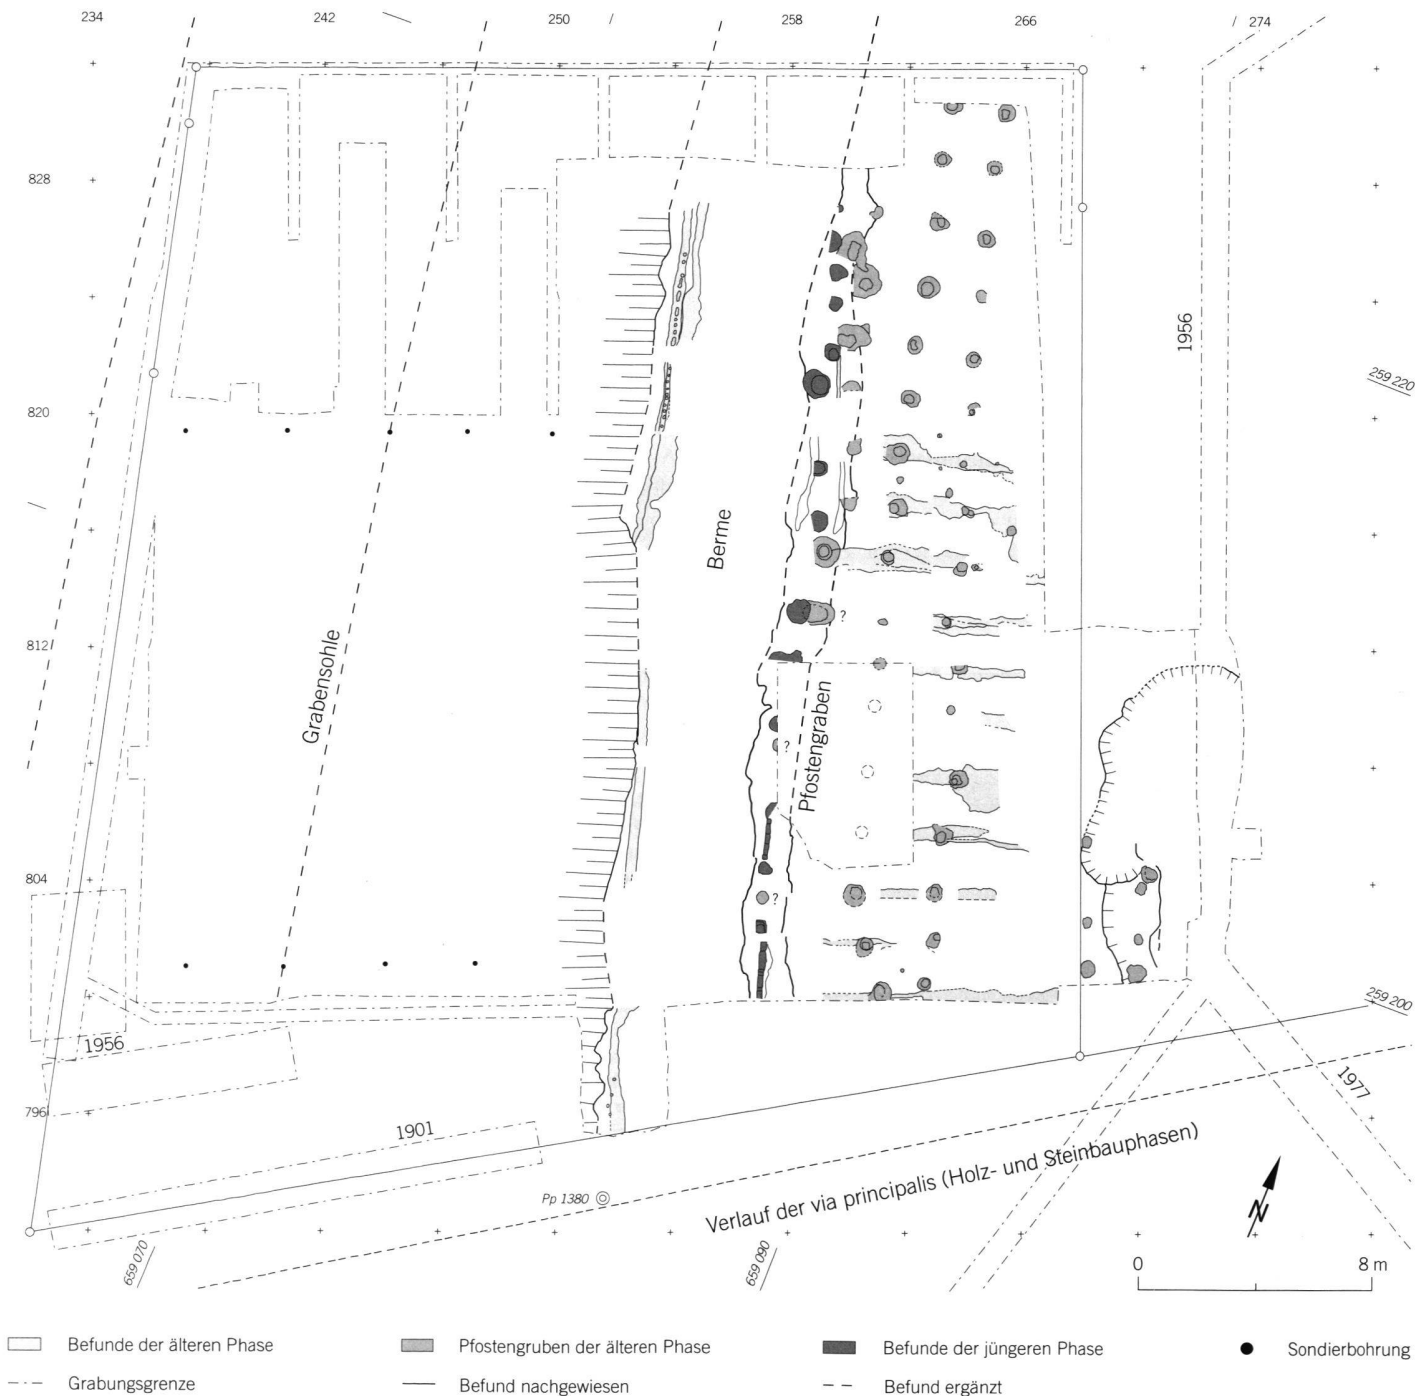 234 242 250 258 266 274
828
1956
259 220
820
Berme
812
?
Grabensohle
Pfostengraben
?
804
?
259 200
1956
1977
796
1901
Pp 1380
Verlauf der via principalis (Holz- und Steinbauphasen)
N
659 070
659 090
0 8 m
Befunde der älteren Phase
Pfostengruben der älteren Phase
Befunde der jüngeren Phase
Sondierbohrung
Grabungsgrenze
Befund nachgewiesen
Befund ergänzt